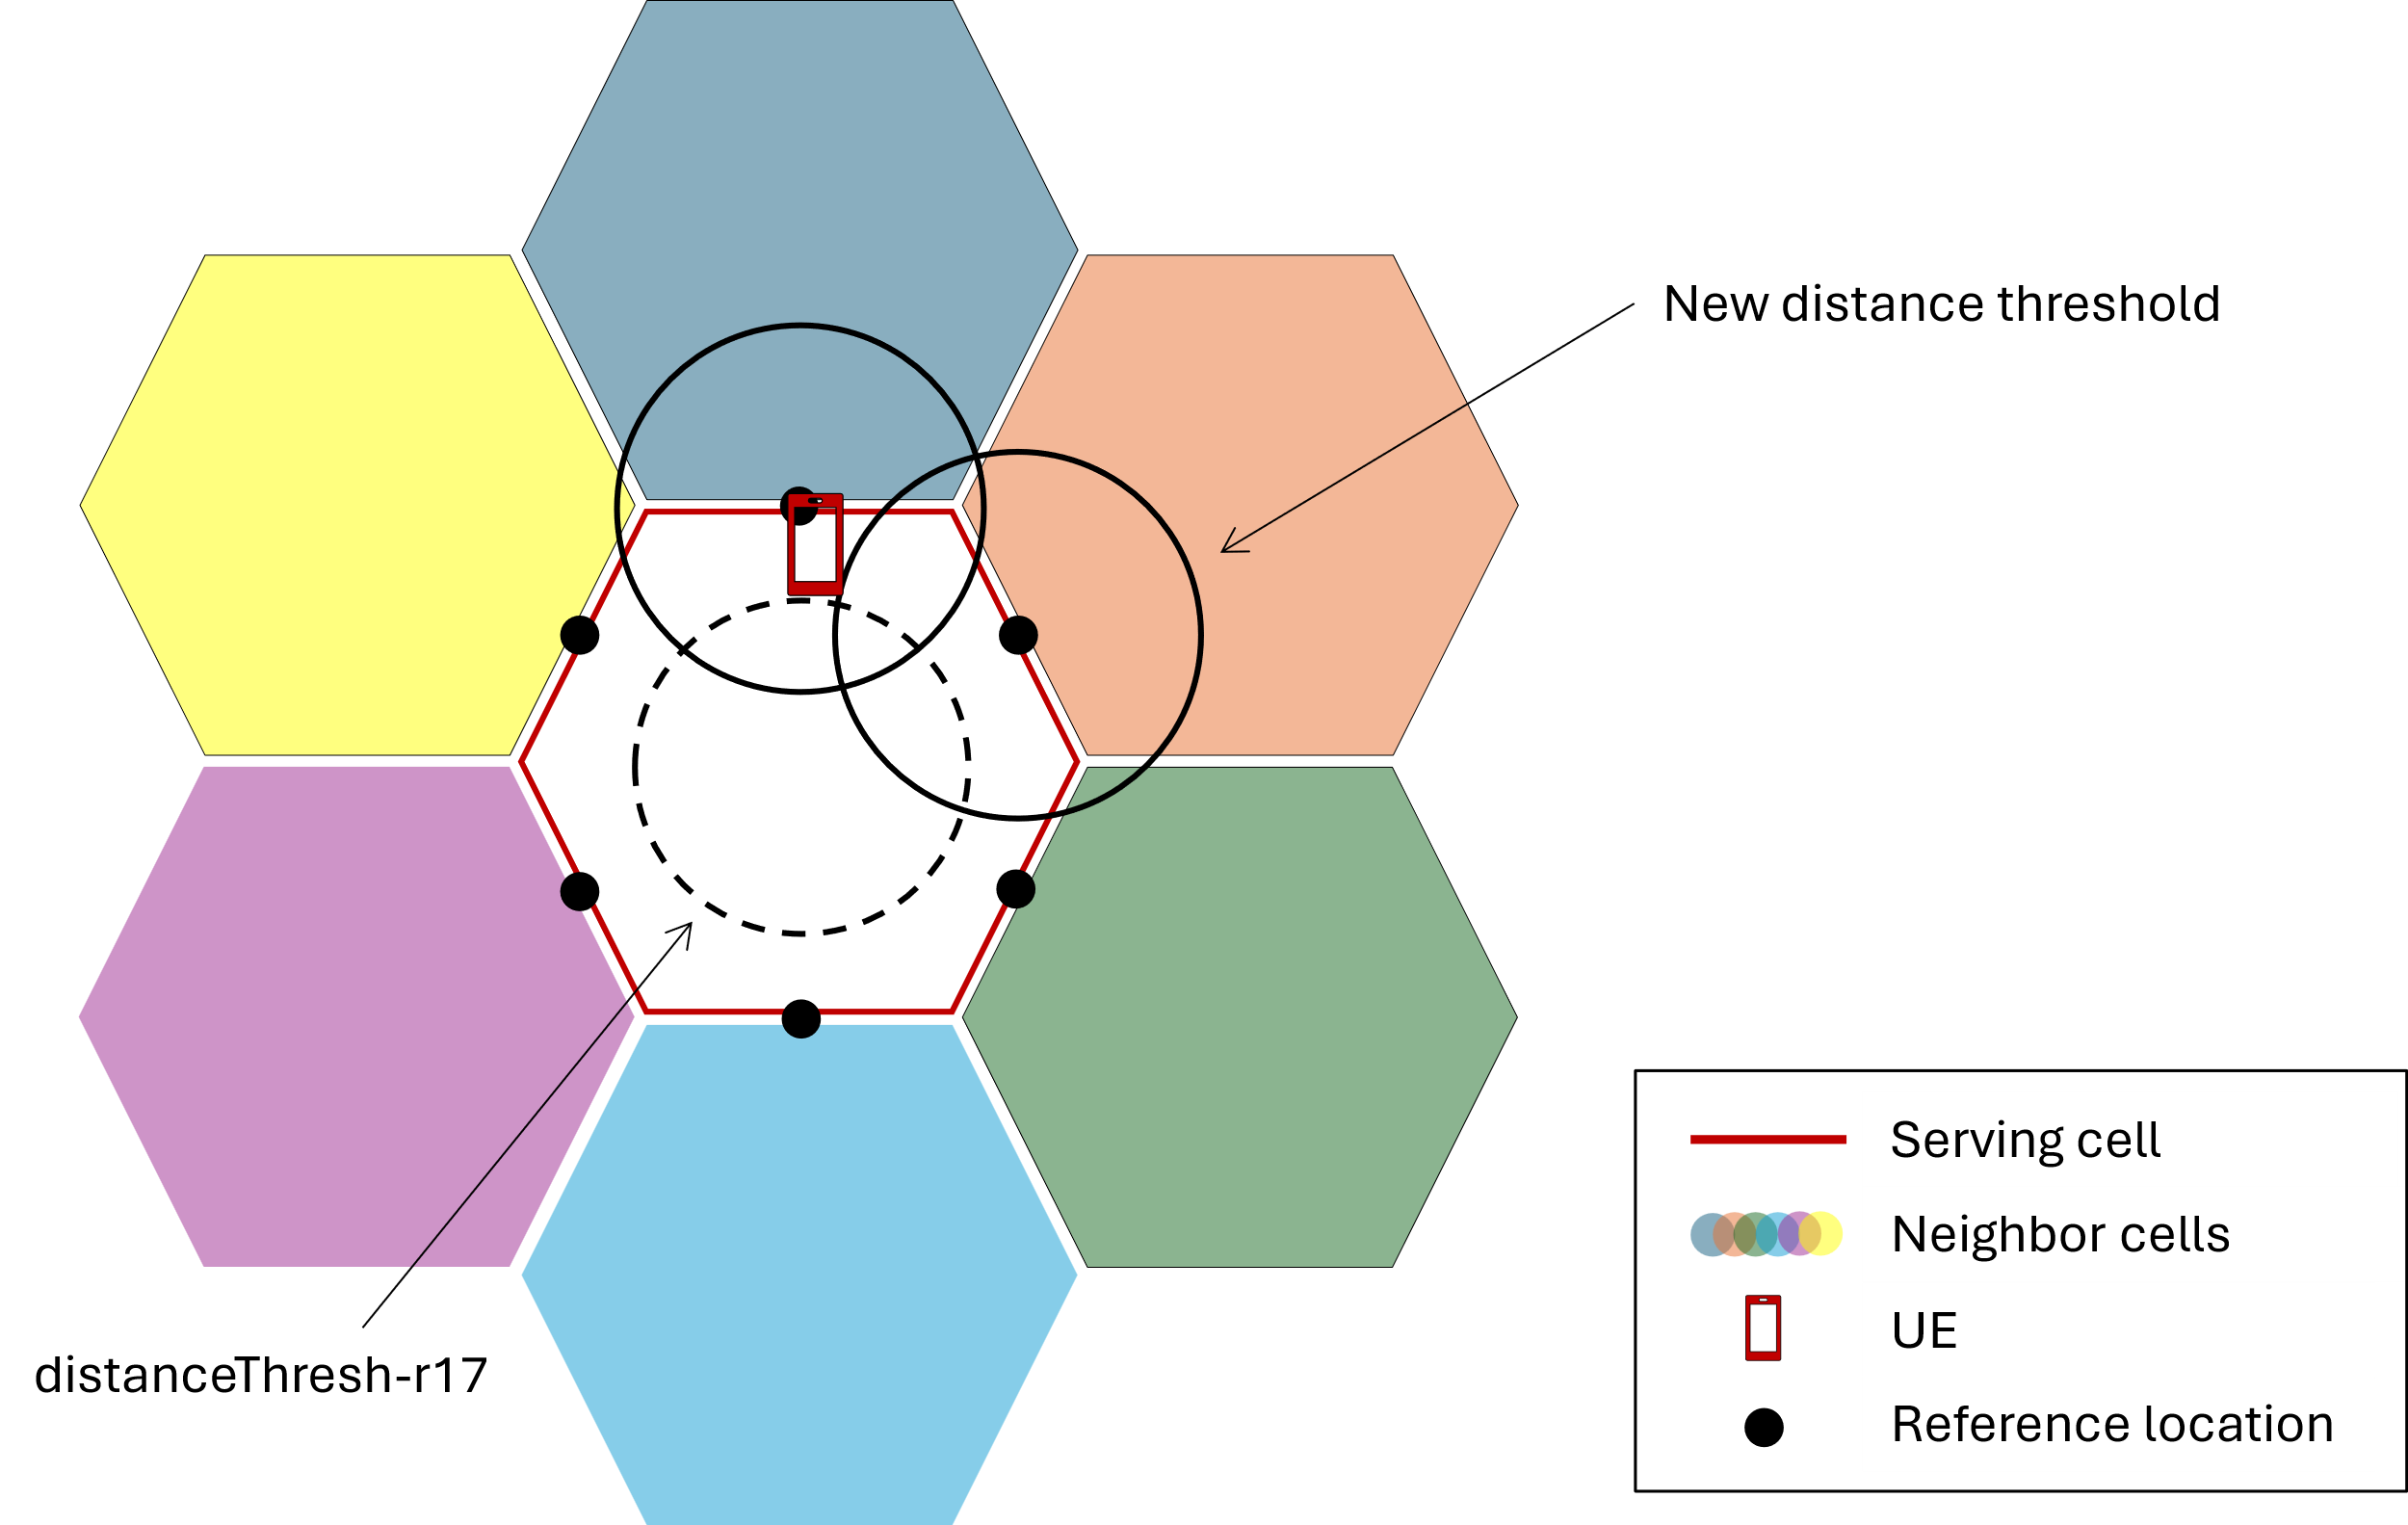 New distance threshold
distanceThresh-r17
Serving cell
Neighbor cells
UE
Reference location